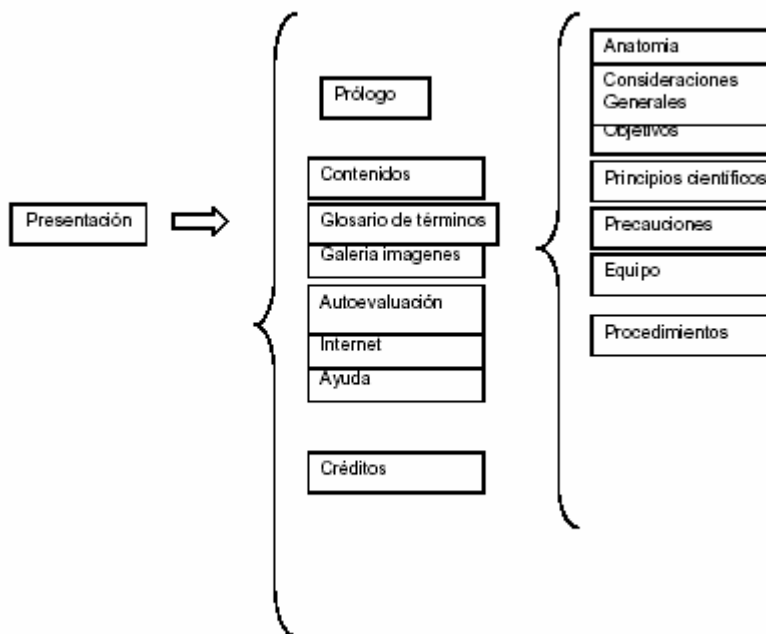 Presentación
Prólogo
Contenidos
Glosario de términos
Galeria imagenes
Autoevaluación
Internet
Ayuda
Créditos
Anatomia
Consideraciones
Generales
Objetivos
Principios científicos
Precauciones
Equipo
Procedimientos